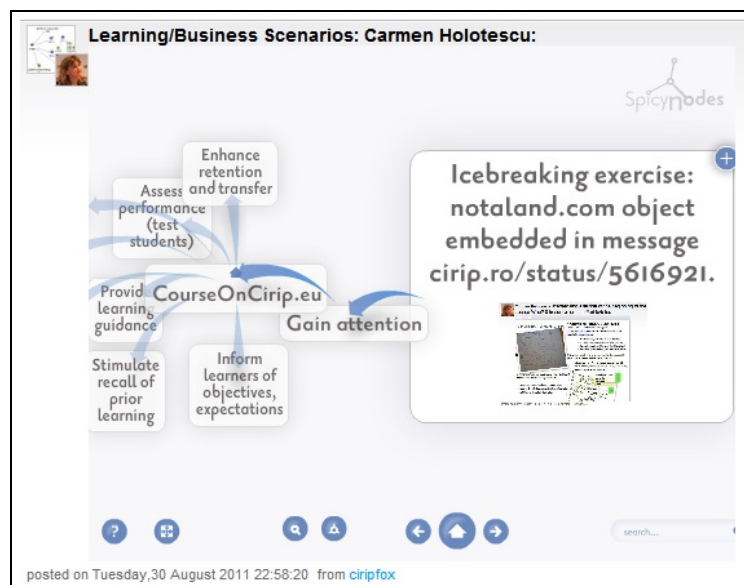 Learning/Business Scenarios: Carmen Holotescu:
Spicynodes
Enhance
retention
and transfer
Assess
performance
(test
students)
Provid
learning
guidance
CourseOnCirip.eu
Gain attention
Stimulate
recall of
prior
learning
Inform
learners of
objectives,
expectations
Icebreaking exercise:
notaland.com object
embedded in message
cirip.ro/status/5616921.
?
search...
posted on Tuesday,30 August 2011 22:58:20 from ciripfox